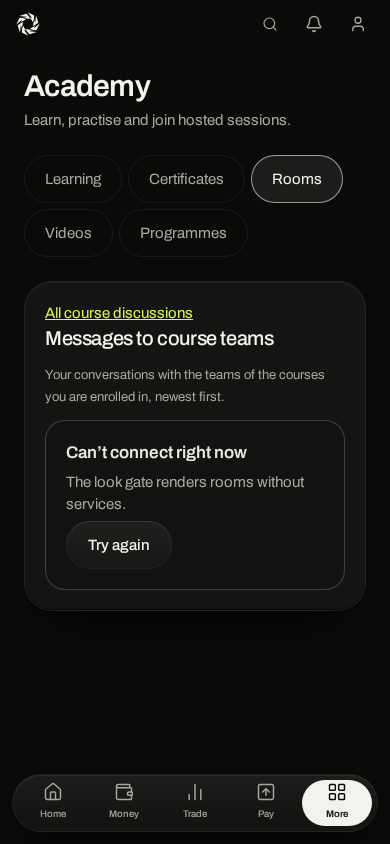 Academy
Learn, practise and join hosted sessions.
Learning
Certificates
Rooms
Videos
Programmes
All course discussions
Messages to course teams
Your conversations with the teams of the courses
you are enrolled in, newest first.
Can’t connect right now
The look gate renders rooms without
services.
Try again
Home
Money
Trade
Pay
More